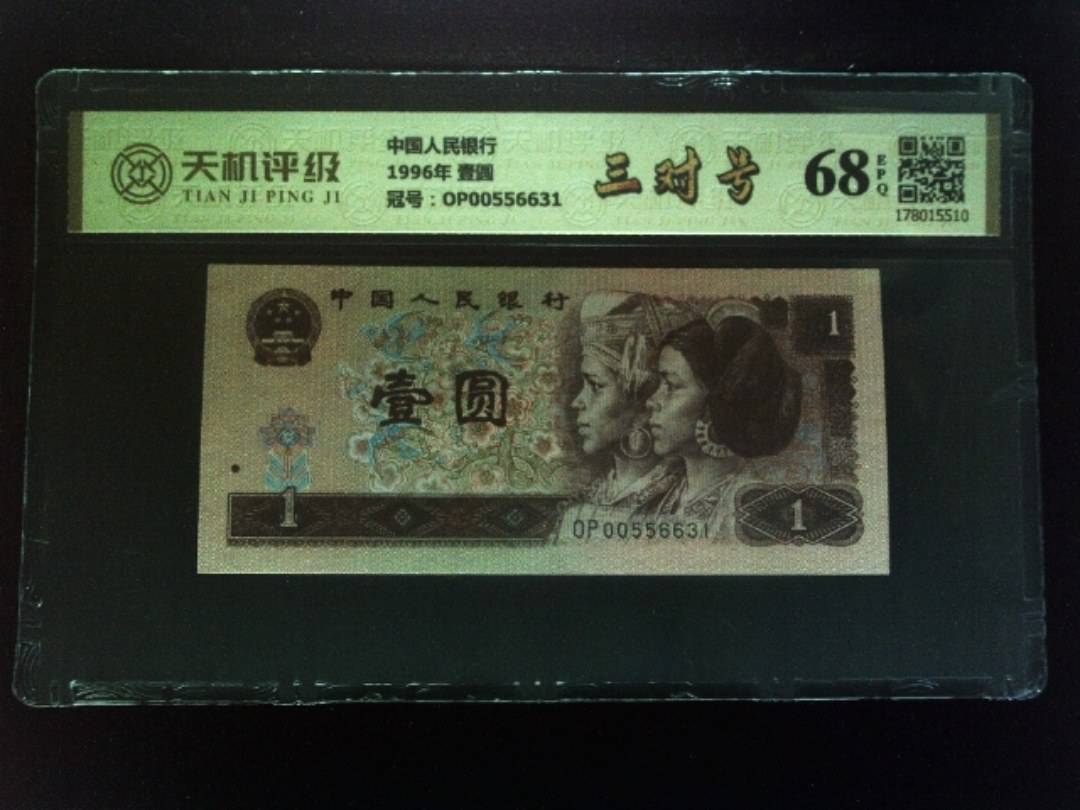 天机评级
TIAN JI PING JI
中国人民银行
1996年 壹圆
冠号：OP00556631
三对号
68
EPQ
178015510
中国人民银行
1
壹圆
1
OP00556631
1